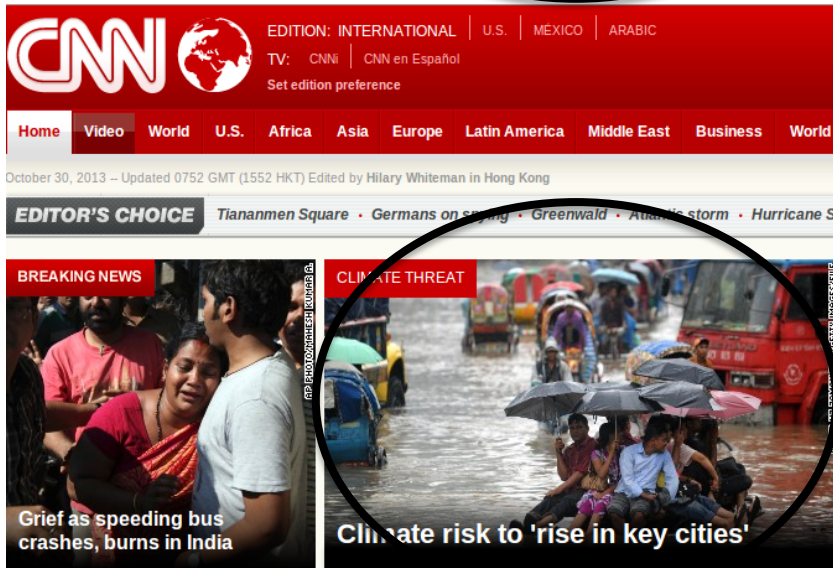 CNN
EDITION: INTERNATIONAL U.S. MÉXICO ARABIC
TV: CNNi CNN en Español
Set edition preference
Home Video World U.S. Africa Asia Europe Latin America Middle East Business World
October 30, 2013 -- Updated 0752 GMT (1552 HKT) Edited by Hilary Whiteman in Hong Kong
EDITOR'S CHOICE Tiananmen Square • Germans on spying • Greenwald • Atlantic storm • Hurricane S
BREAKING NEWS
AP PHOTO/MAHESH KUMAR A.
Grief as speeding bus
crashes, burns in India
CLIMATE THREAT
Climate risk to 'rise in key cities'